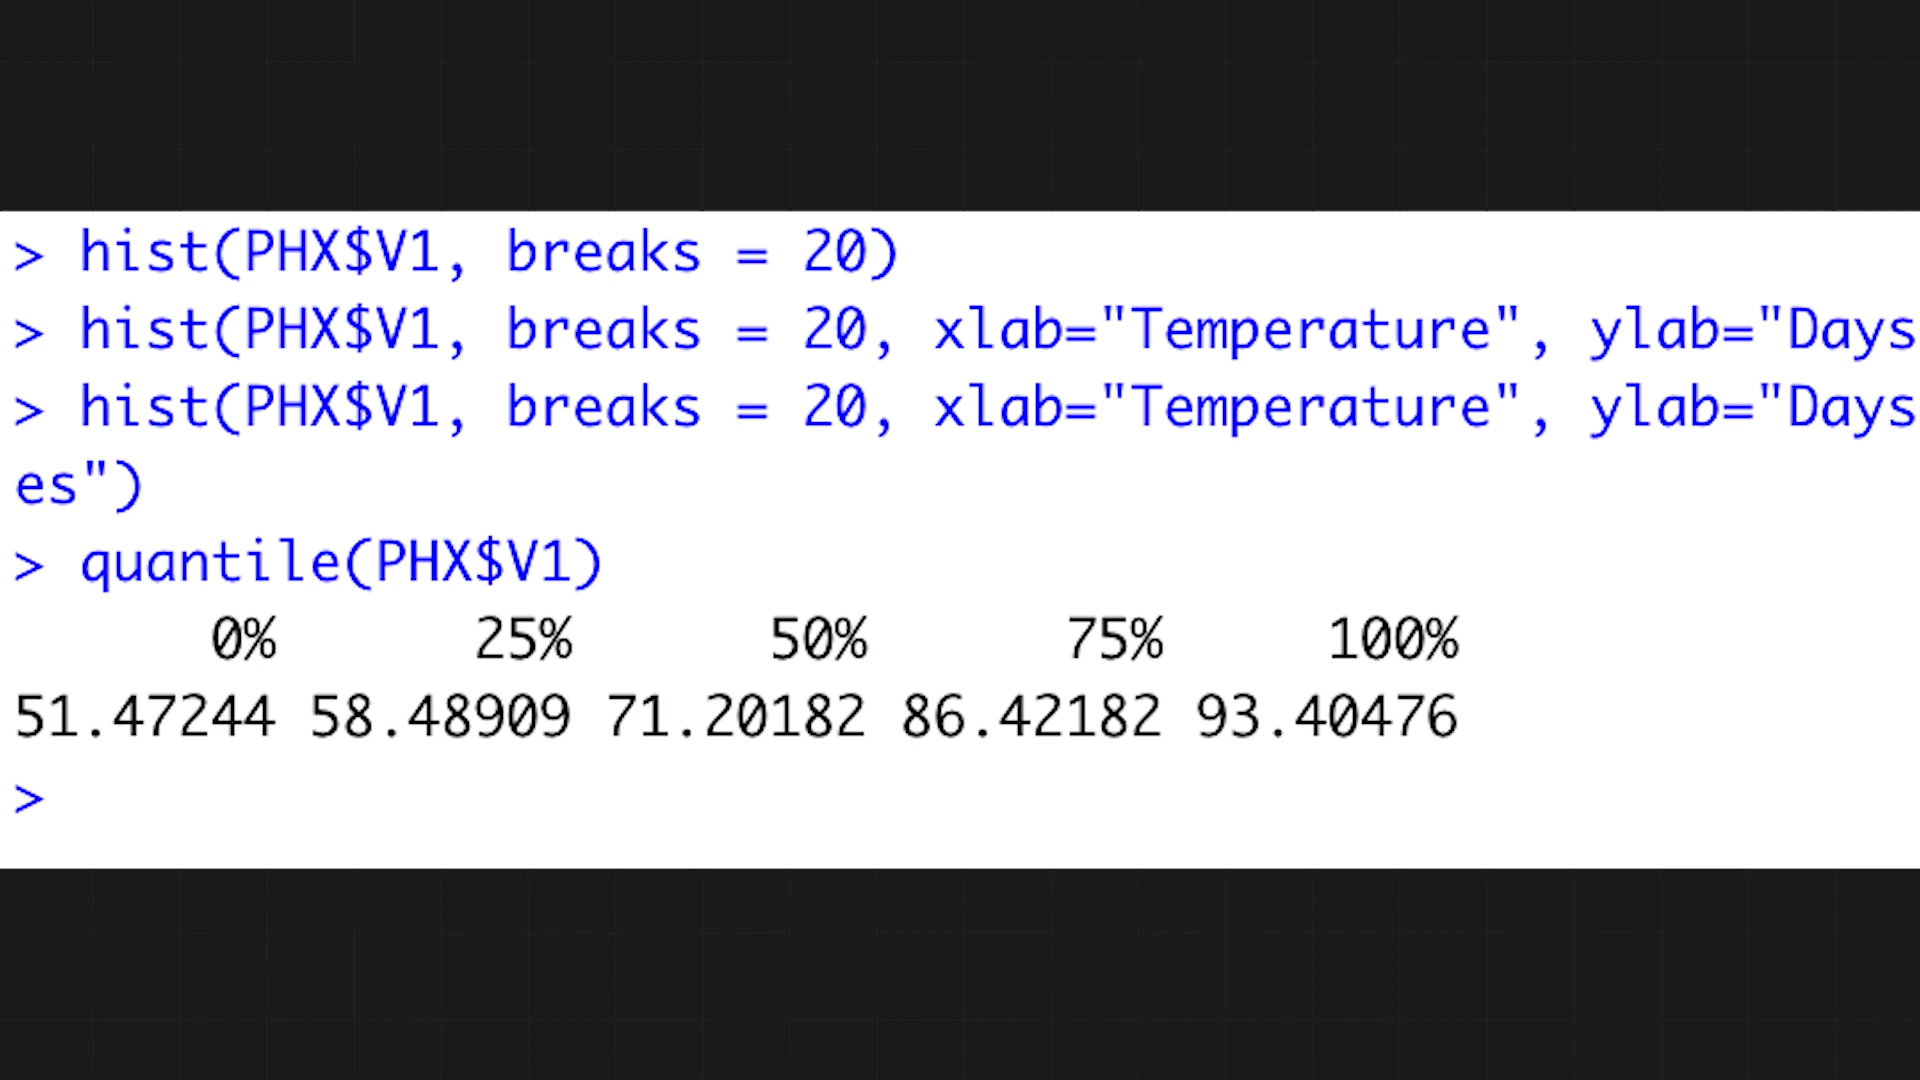 > hist(PHX$V1, breaks = 20)
> hist(PHX$V1, breaks = 20, xlab="Temperature", ylab="Days
> hist(PHX$V1, breaks = 20, xlab="Temperature", ylab="Days
es")
> quantile(PHX$V1)
0% 25% 50% 75% 100%
51.47244 58.48909 71.20182 86.42182 93.40476
>